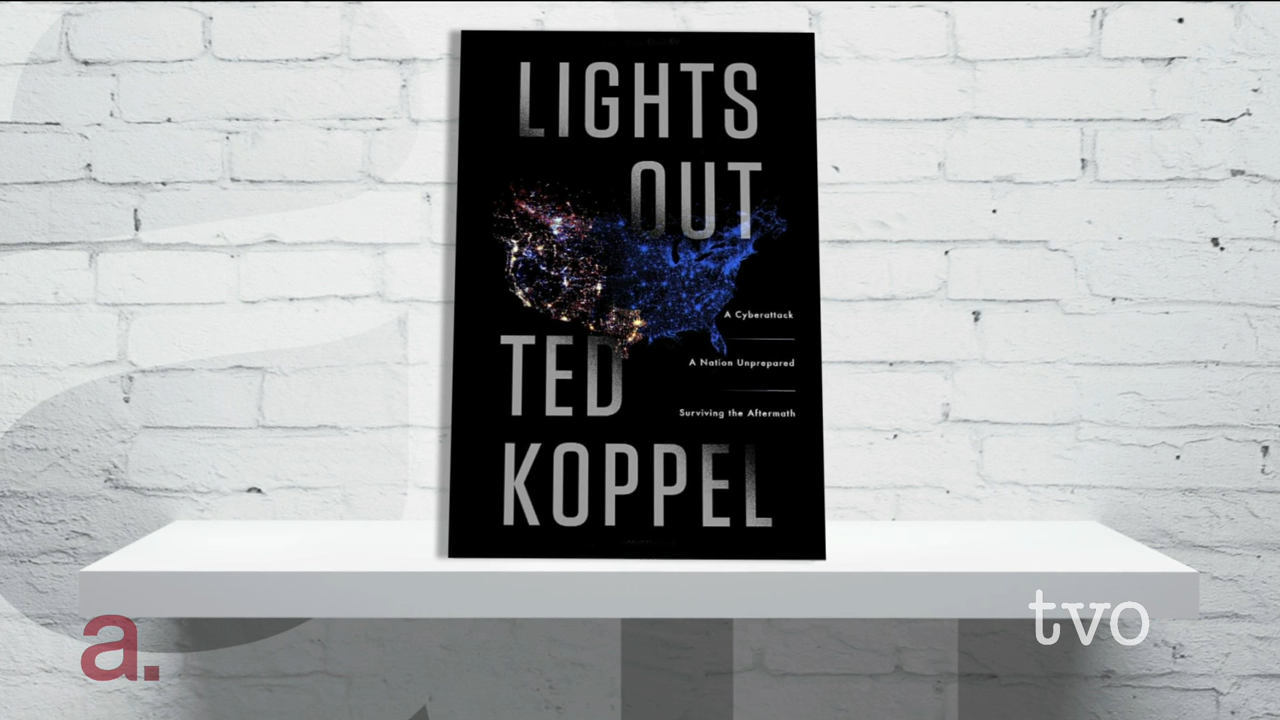 LIGHTS
OUT
A Cyberattack
A Nation Unprepared
Surviving the Aftermath
TED
KOPPEL
a.
tvo